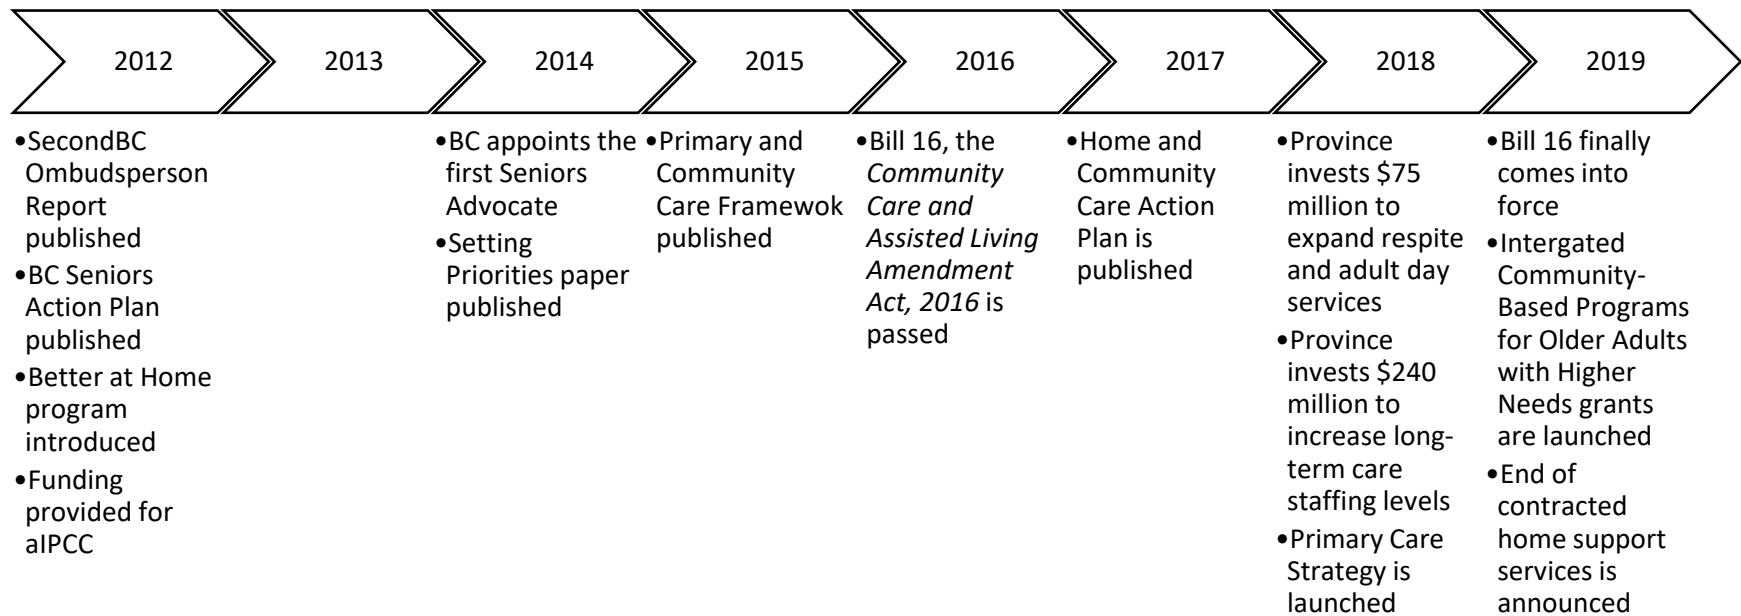 2012
2013
2014
2015
2016
2017
2018
2019
•SecondBC
Ombudsperson
Report
published
•BC Seniors
Action Plan
published
•Better at Home
program
introduced
•Funding
provided for
aIPCC
•BC appoints the
first Seniors
Advocate
•Setting
Priorities paper
published
•Primary and
Community
Care Framewok
published
•Bill 16, the
Community
Care and
Assisted Living
Amendment
Act, 2016 is
passed
•Home and
Community
Care Action
Plan is
published
•Province
invests $75
million to
expand respite
and adult day
services
•Province
invests $240
million to
increase long-
term care
staffing levels
•Primary Care
Strategy is
launched
•Bill 16 finally
comes into
force
•Intergated
Community-
Based Programs
for Older Adults
with Higher
Needs grants
are launched
•End of
contracted
home support
services is
announced